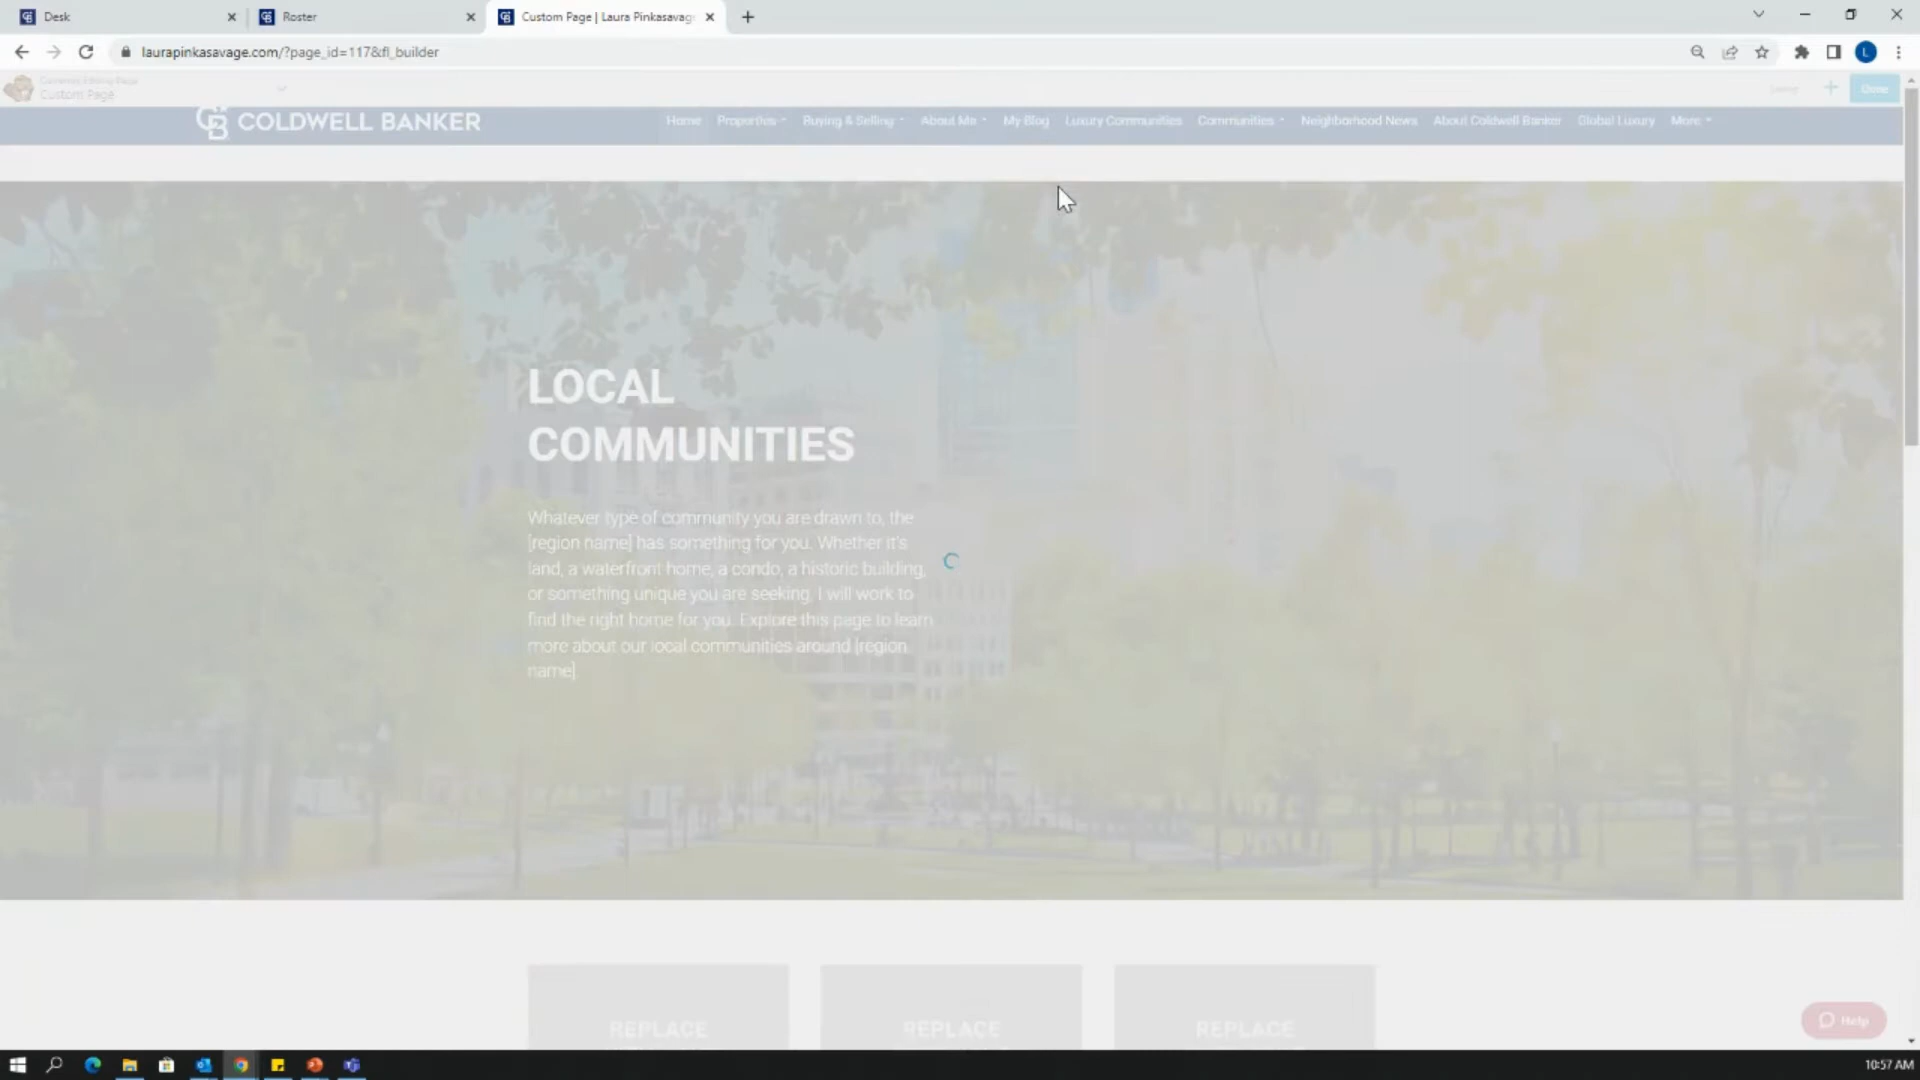 Desk
Roster
Custom Page | Laura Pinkasavag
laurapinkasavage.com/?page_id=117&fl_builder
L
Currently Editing Page
Custom Page
Done
COLDWELL BANKER
Home Properties Buying & Selling About Me My Blog Luxury Communities Communities Neighborhood News About Coldwell Banker Global Luxury More
LOCAL
COMMUNITIES
Whatever type of community you are drawn to, the
[region name] has something for you. Whether it's
land, a waterfront home, a condo, a historic building,
or something unique you are seeking, I will work to
find the right home for you. Explore this page to learn
more about our local communities around [region
name].
REPLACE REPLACE REPLACE
Help
10:57 AM